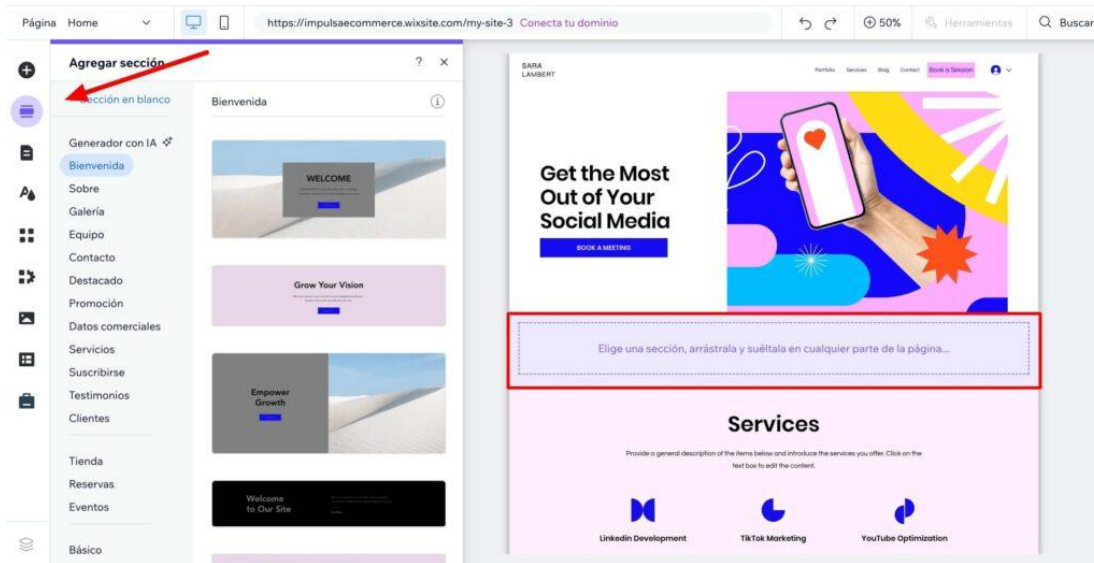 Página Home
https://impulsaecommerce.wixsite.com/my-site-3 Conecta tu dominio
50%
Herramientas
Buscar
Agregar sección
?
Sección en blanco
Generador con IA
Bienvenida
Sobre
Galería
Equipo
Contacto
Destacado
Promoción
Datos comerciales
Servicios
Suscribirse
Testimonios
Clientes
Tienda
Reservas
Eventos
Básico
Bienvenida
WELCOME
Grow Your Vision
Empower
Growth
Welcome
to Our Site
SARA
LAMBERT
Portfolio Services Blog Contact Book a Session
Get the Most
Out of Your
Social Media
BOOK A MEETING
Elige una sección, arrástrala y suéltala en cualquier parte de la página...
Services
Provide a general description of the items below and introduce the services you offer. Click on the
text box to edit the content.
Linkedin Development
TikTok Marketing
YouTube Optimization